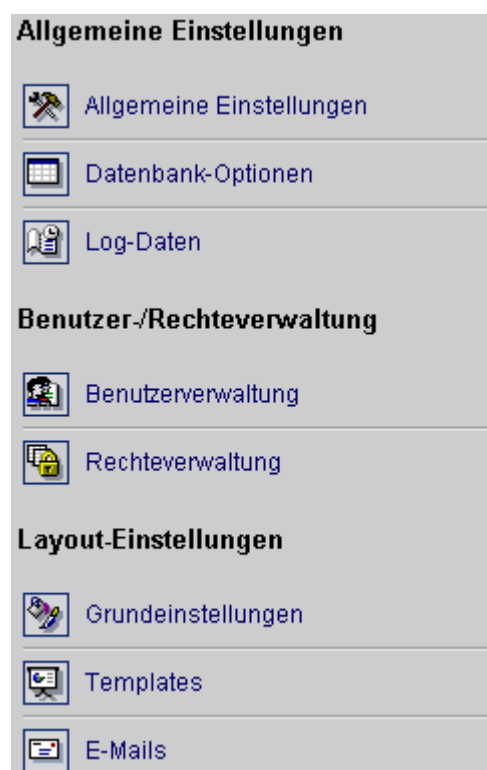 Allgemeine Einstellungen
Allgemeine Einstellungen
Datenbank-Optionen
Log-Daten
Benutzer-/Rechteverwaltung
Benutzerverwaltung
Rechteverwaltung
Layout-Einstellungen
Grundeinstellungen
Templates
E-Mails